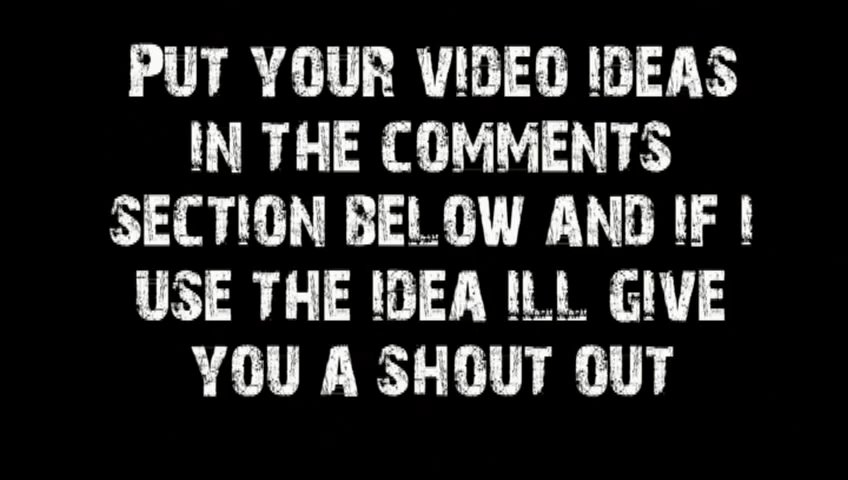 PUT YOUR VIDEO IDEAS
IN THE COMMENTS
SECTION BELOW AND IF I
USE THE IDEA ILL GIVE
YOU A SHOUT OUT